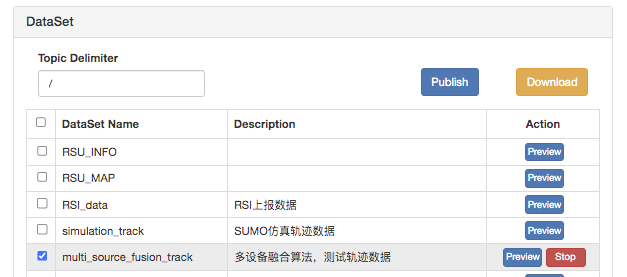 DataSet
Topic Delimiter
/
Publish Download
DataSet Name Description Action
RSU_INFO Preview
RSU_MAP Preview
RSI_data RSI上报数据 Preview
simulation_track SUMO仿真轨迹数据 Preview
multi_source_fusion_track 多设备融合算法，测试轨迹数据 Preview Stop